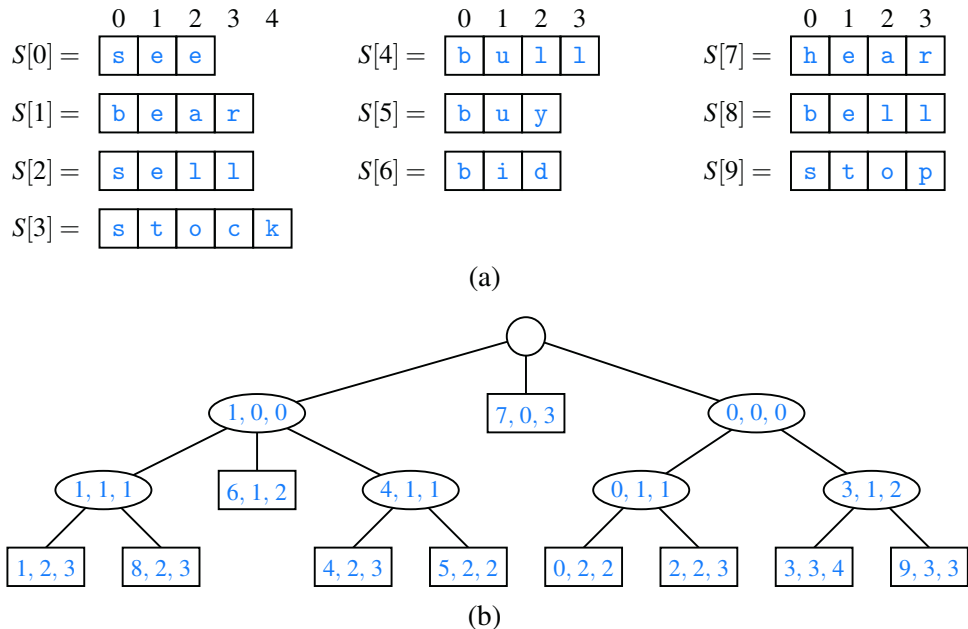 0 1 2 3 4
0 1 2 3
0 1 2 3
S[0] = s e e
S[4] = b u l l
S[7] = h e a r
S[1] = b e a r
S[5] = b u y
S[8] = b e l l
S[2] = s e l l
S[6] = b i d
S[9] = s t o p
S[3] = s t o c k
(a)
1, 0, 0
7, 0, 3
0, 0, 0
1, 1, 1
6, 1, 2
4, 1, 1
0, 1, 1
3, 1, 2
1, 2, 3
8, 2, 3
4, 2, 3
5, 2, 2
0, 2, 2
2, 2, 3
3, 3, 4
9, 3, 3
(b)